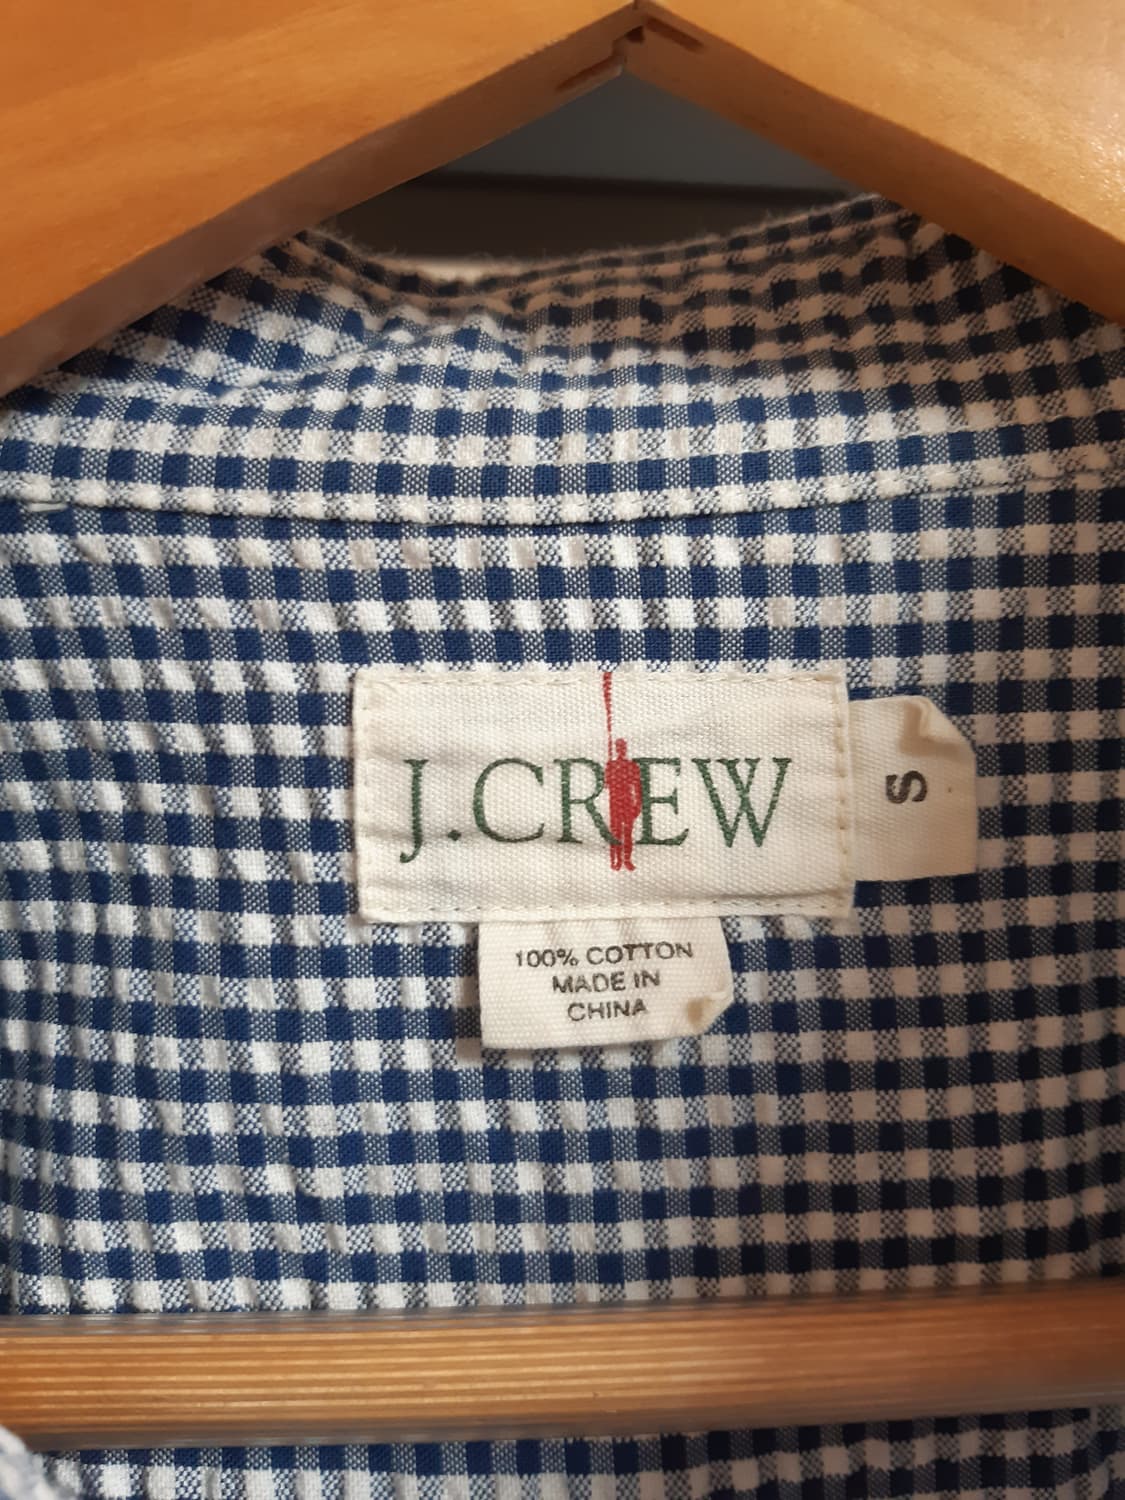 J.CREW
S
100% COTTON
MADE IN
CHINA